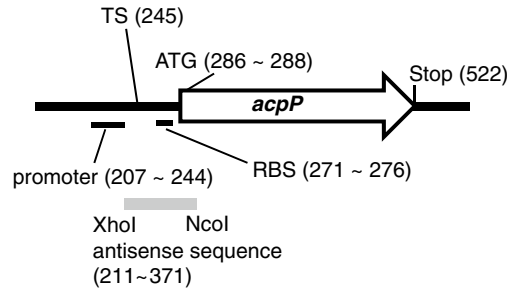 TS (245)
ATG (286 ~ 288)
Stop (522)
acpP
promoter (207 ~ 244)
RBS (271 ~ 276)
XhoI NcoI
antisense sequence
(211~371)